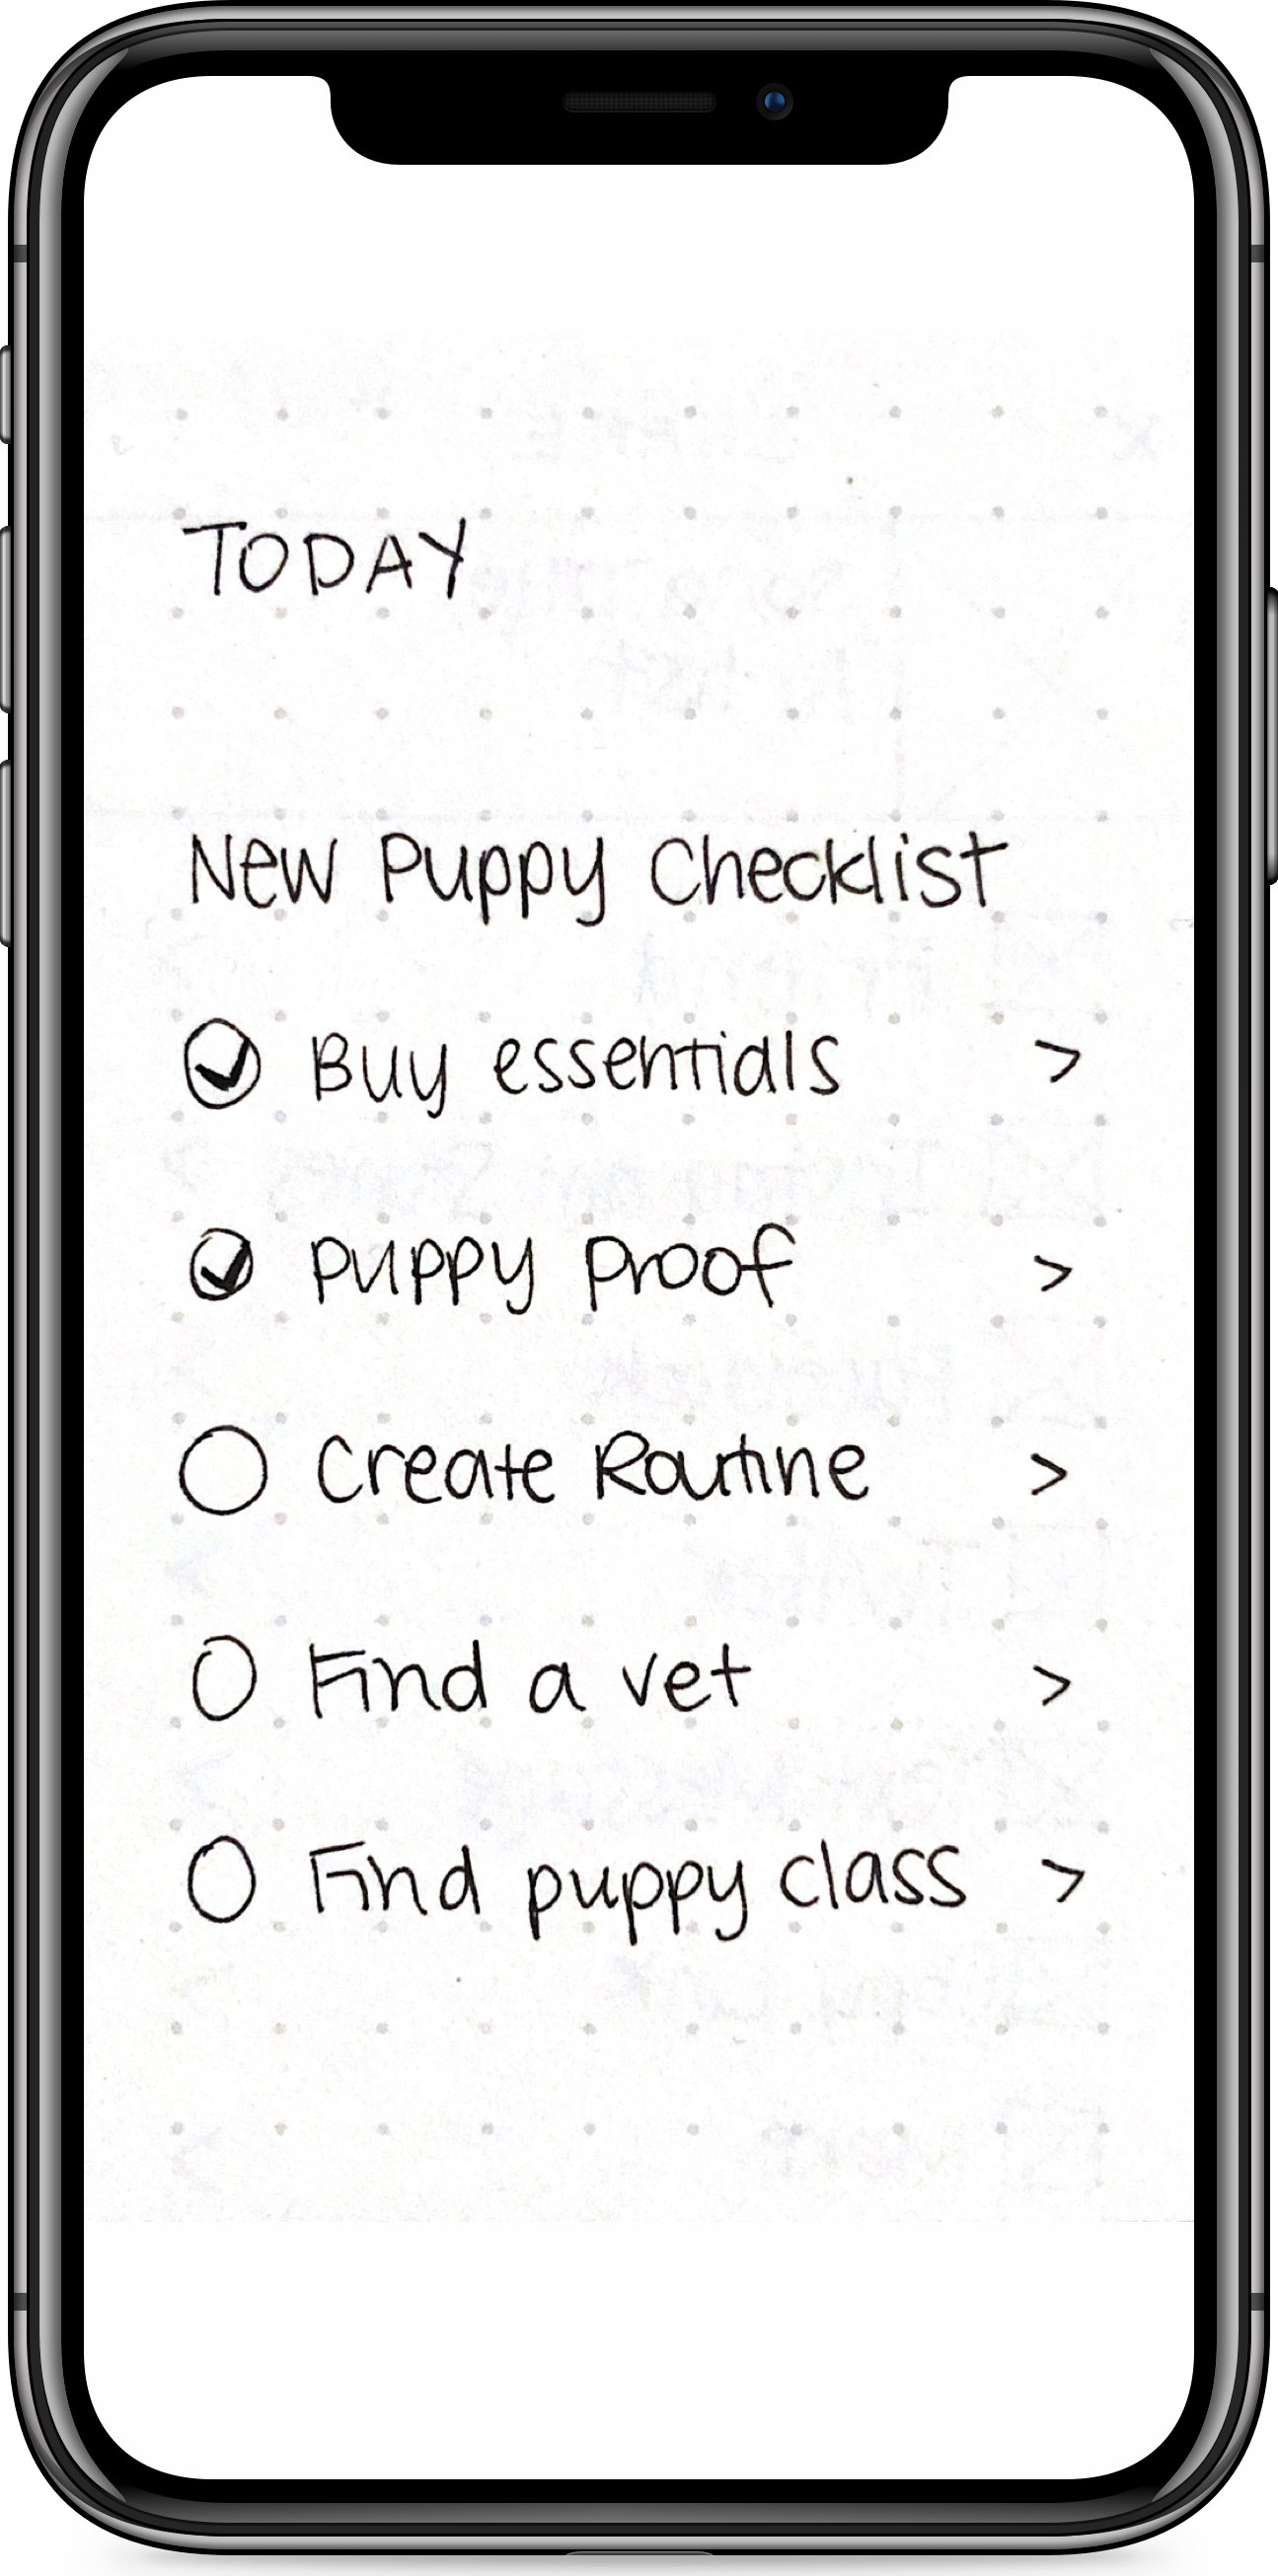 TODAY
New Puppy Checklist
Buy essentials >
puppy proof >
Create Routine >
Find a vet >
Find puppy class >